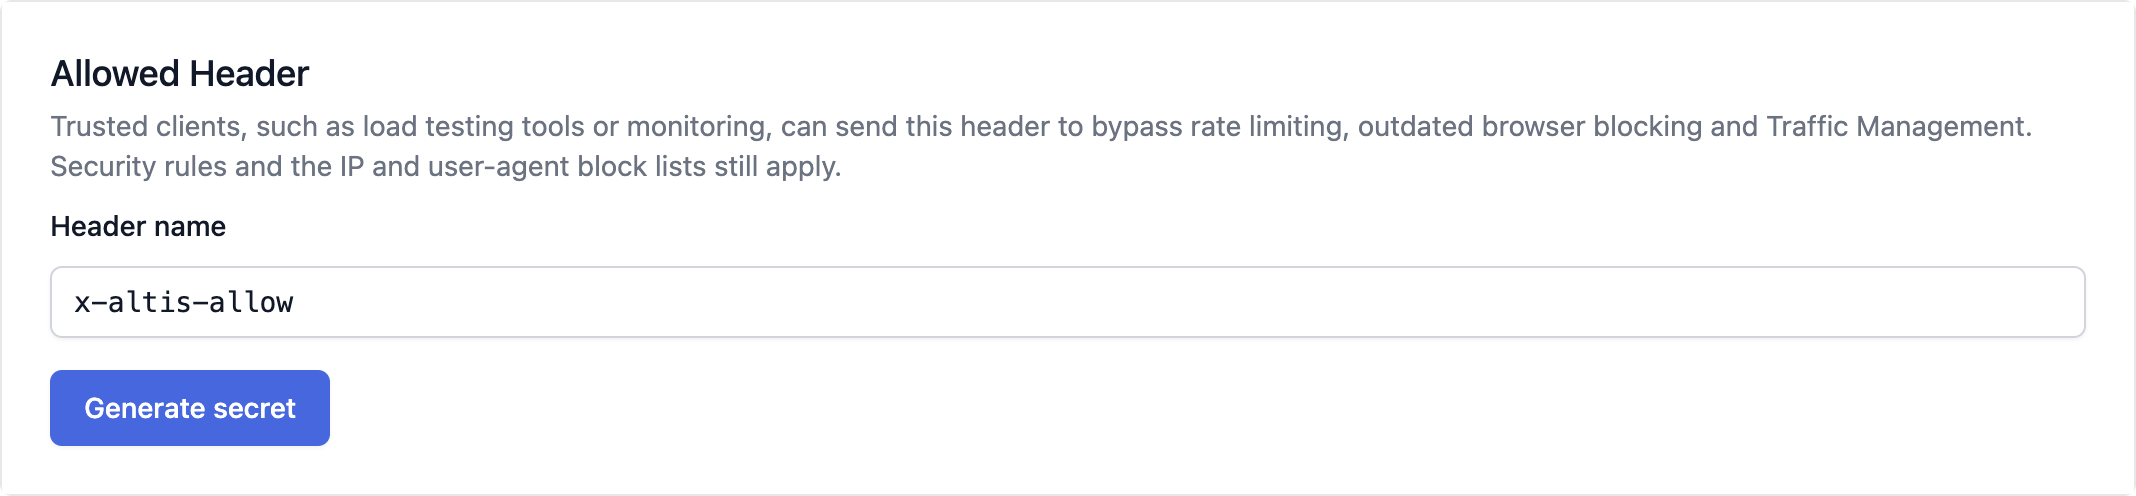 Allowed Header
Trusted clients, such as load testing tools or monitoring, can send this header to bypass rate limiting, outdated browser blocking and Traffic Management.
Security rules and the IP and user-agent block lists still apply.
Header name
x-altis-allow
Generate secret